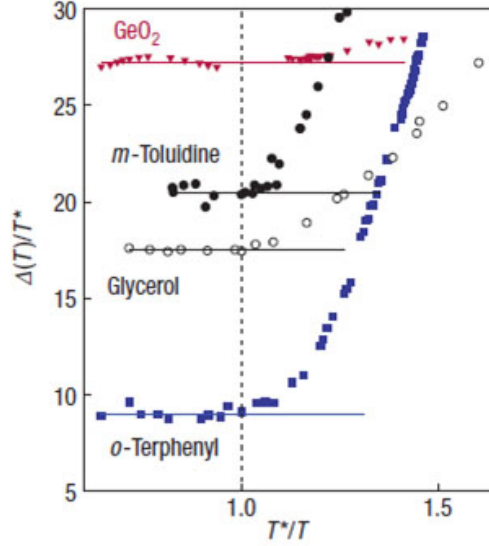 30
GeO2
25
m-Toluidine
20
Δ(T)/T*
Glycerol
15
10
o-Terphenyl
5
1.0
1.5
T*/T